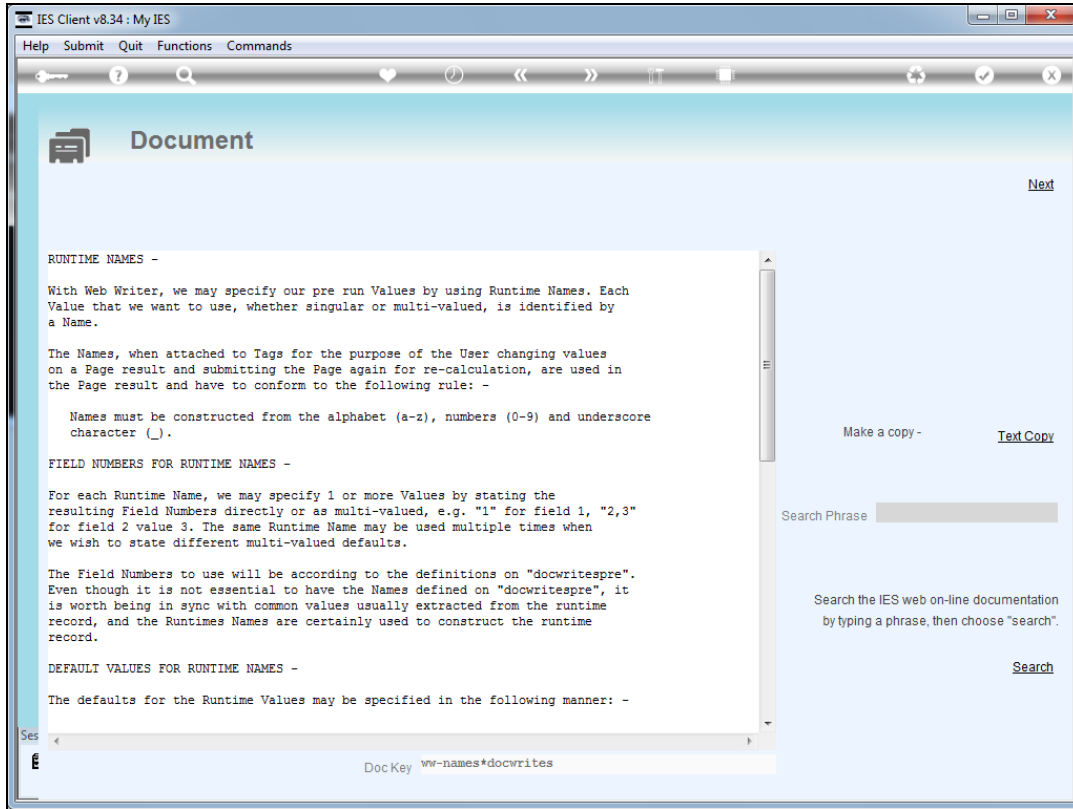 IES Client v8.34 : My IES
Help Submit Quit Functions Commands
Document
Next
RUNTIME NAMES -
With Web Writer, we may specify our pre run Values by using Runtime Names. Each
Value that we want to use, whether singular or multi-valued, is identified by
a Name.
The Names, when attached to Tags for the purpose of the User changing values
on a Page result and submitting the Page again for re-calculation, are used in
the Page result and have to conform to the following rule: -
Names must be constructed from the alphabet (a-z), numbers (0-9) and underscore
character (_).
FIELD NUMBERS FOR RUNTIME NAMES -
For each Runtime Name, we may specify 1 or more Values by stating the
resulting Field Numbers directly or as multi-valued, e.g. "1" for field 1, "2,3"
for field 2 value 3. The same Runtime Name may be used multiple times when
we wish to state different multi-valued defaults.
The Field Numbers to use will be according to the definitions on "docwritespre".
Even though it is not essential to have the Names defined on "docwritespre", it
is worth being in sync with common values usually extracted from the runtime
record, and the Runtimes Names are certainly used to construct the runtime
record.
DEFAULT VALUES FOR RUNTIME NAMES -
The defaults for the Runtime Values may be specified in the following manner: -
Make a copy - Text Copy
Search Phrase
Search the IES web on-line documentation
by typing a phrase, then choose "search".
Search
Ses
Doc Key ww-names*docwrites